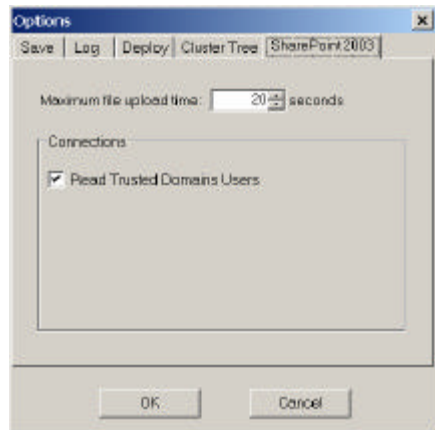 Options
Save Log Deploy Cluster Tree SharePoint 2003
Maximum file upload time: 20 seconds
Connections
Read Trusted Domains Users
OK Cancel